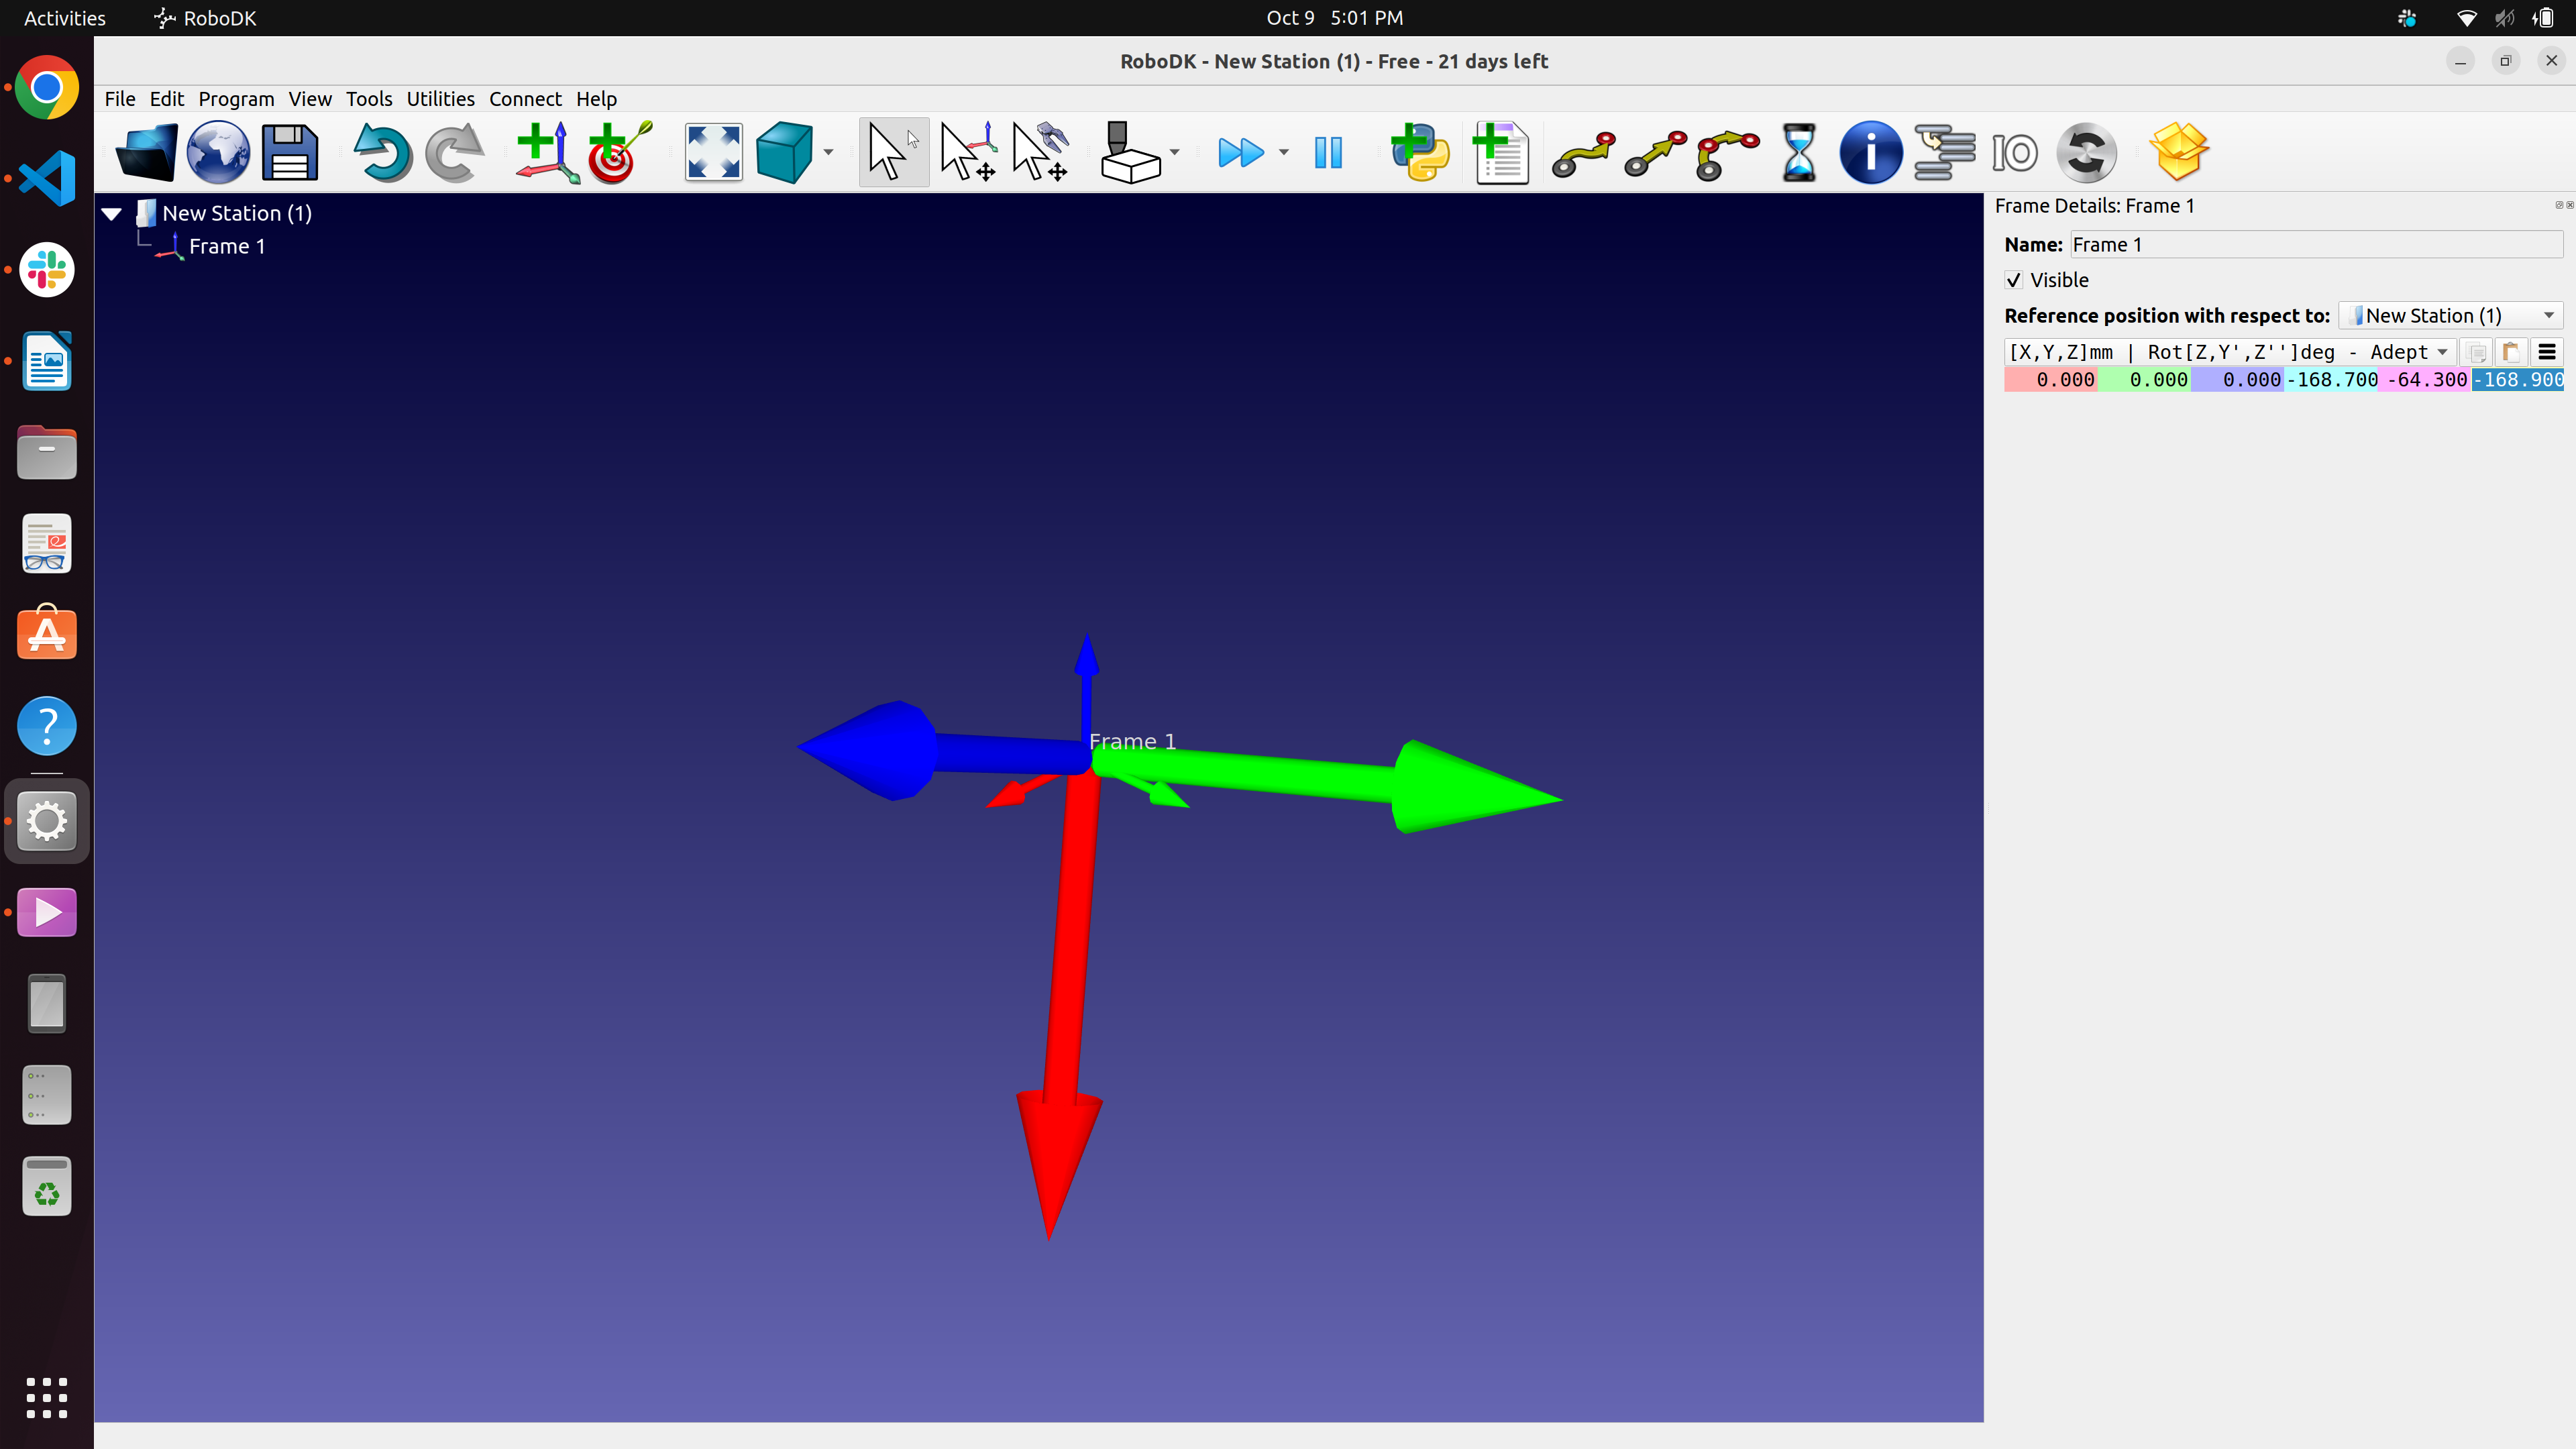 Activities
RoboDK
Oct 9 5:01 PM
RoboDK - New Station (1) - Free - 21 days left
File Edit Program View Tools Utilities Connect Help
IO
New Station (1)
Frame 1
Frame 1
Frame Details: Frame 1
Name: Frame 1
Visible
Reference position with respect to: New Station (1)
[X,Y,Z]mm | Rot[Z,Y',Z'']deg - Adept
0.000 0.000 0.000 -168.700 -64.300 -168.900